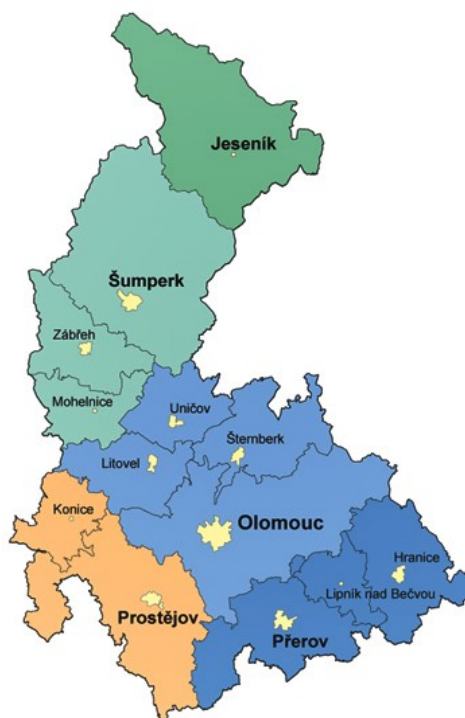 Jeseník
Šumperk
Zábřeh
Mohelnice
Uničov
Šternberk
Litovel
Konice
Olomouc
Hranice
Lipník nad Bečvou
Prostějov
Přerov